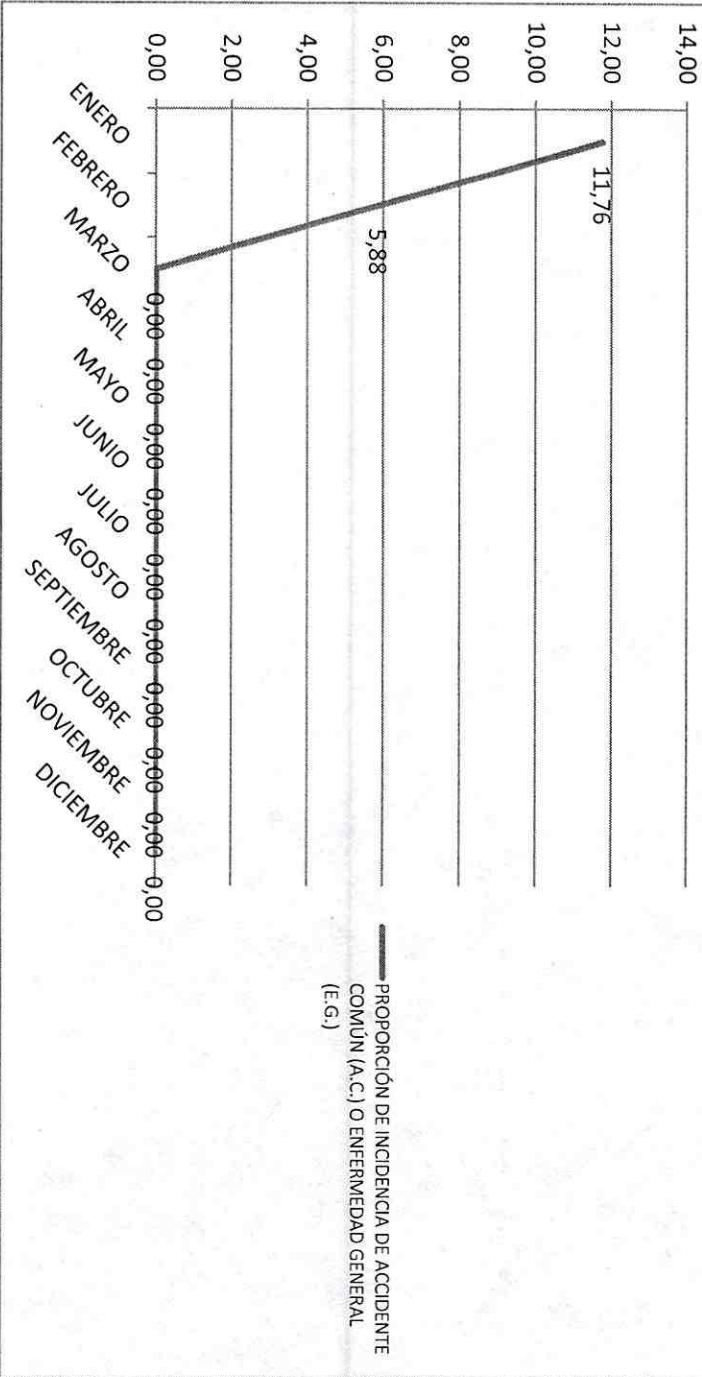 14,00
12,00
10,00
8,00
6,00
4,00
2,00
0,00
11,76
5,88
0,00 0,00 0,00 0,00 0,00 0,00 0,00 0,00 0,00 0,00
ENERO
FEBRERO
MARZO
ABRIL
MAYO
JUNIO
JULIO
AGOSTO
SEPTIEMBRE
OCTUBRE
NOVIEMBRE
DICIEMBRE
PROPORCIÓN DE INCIDENCIA DE ACCIDENTE
COMÚN (A.C.) O ENFERMEDAD GENERAL
(E.G.)